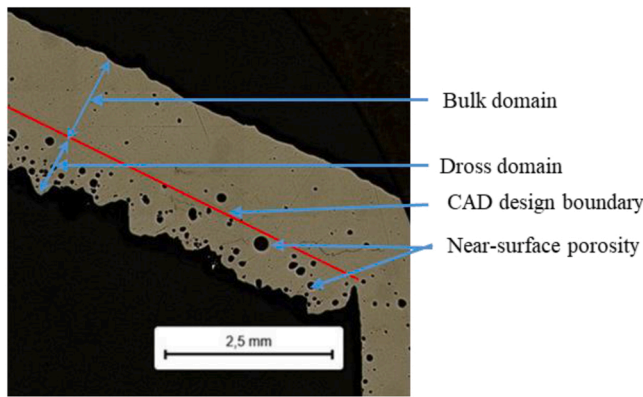 Bulk domain
Dross domain
CAD design boundary
Near-surface porosity
2,5 mm